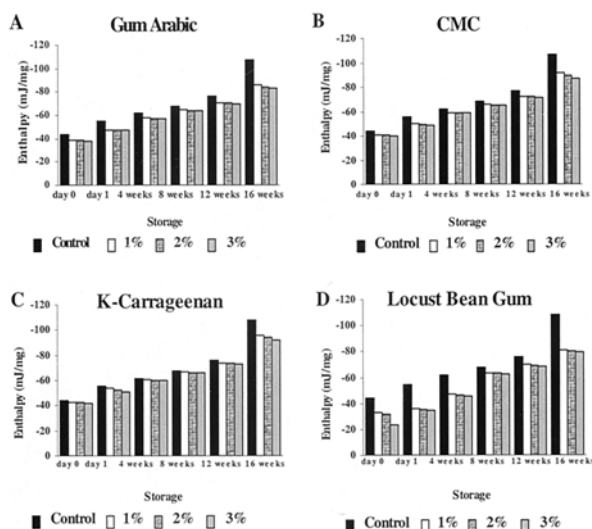 A
Gum Arabic
Enthalpy (mJ/mg)
-120
-100
-80
-60
-40
-20
0
day 0 day 1 4 weeks 8 weeks 12 weeks 16 weeks
Storage
Control 1% 2% 3%
B
CMC
Enthalpy (mJ/mg)
-120
-100
-80
-60
-40
-20
0
day 0 day 1 4 weeks 8 weeks 12 weeks 16 weeks
Storage
Control 1% 2% 3%
C
K-Carrageenan
Enthalpy (mJ/mg)
-120
-100
-80
-60
-40
-20
0
day 0 day 1 4 weeks 8 weeks 12 weeks 16 weeks
Storage
Control 1% 2% 3%
D
Locust Bean Gum
Enthalpy (mJ/mg)
-120
-100
-80
-60
-40
-20
0
day 0 day 1 4 weeks 8 weeks 12 weeks 16 weeks
Storage
Control 1% 2% 3%